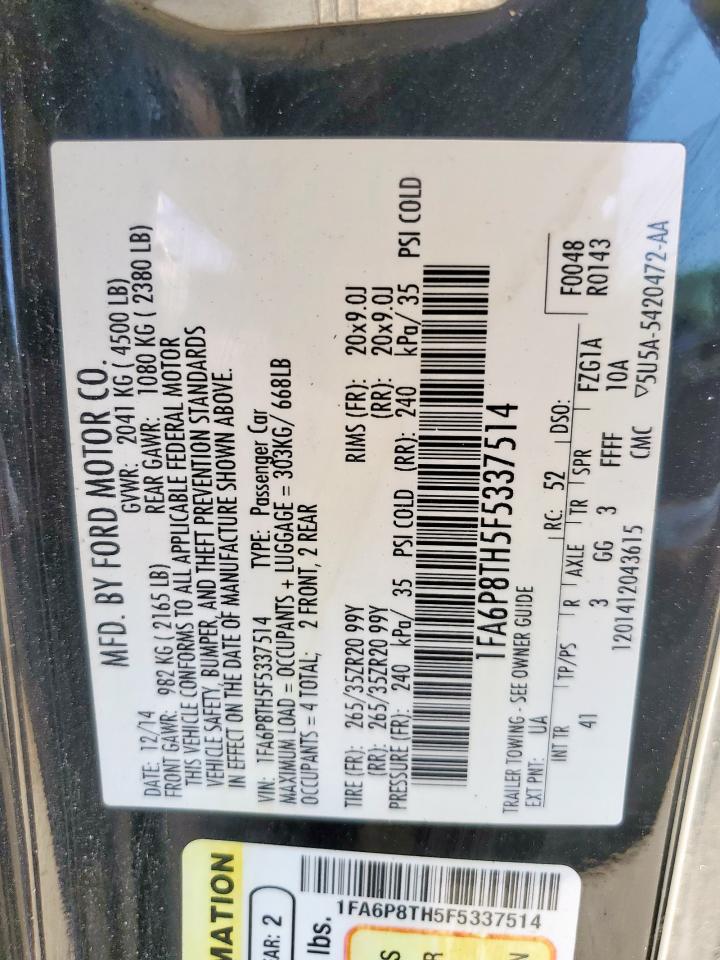 MFD. BY FORD MOTOR CO.
DATE: 12/14 GVWR: 2041 KG ( 4500 LB)
FRONT GAWR: 982 KG ( 2165 LB) REAR GAWR: 1080 KG ( 2380 LB)
THIS VEHICLE CONFORMS TO ALL APPLICABLE FEDERAL MOTOR
VEHICLE SAFETY, BUMPER, AND THEFT PREVENTION STANDARDS
IN EFFECT ON THE DATE OF MANUFACTURE SHOWN ABOVE.
VIN: 1FA6P8TH5F5337514 TYPE: Passenger Car
MAXIMUM LOAD = OCCUPANTS + LUGGAGE = 303KG/ 668LB
OCCUPANTS = 4 TOTAL; 2 FRONT, 2 REAR
TIRE (FR): 265/35ZR20 99Y RIMS (FR): 20x9.0J
(RR): 265/35ZR20 99Y (RR): 20x9.0J
PRESSURE (FR): 240 kPa/ 35 PSI COLD (RR): 240 kPa/ 35 PSI COLD
1FA6P8TH5F5337514
TRAILER TOWING - SEE OWNER GUIDE
EXT PNT: UA RC: 52 DSO: F0048
INT TR TP/PS R AXLE TR SPR FZG1A R0143
41 3 GG 3 FFFF 10A
1201412043615 CMC ▽5U5A-5420472-AA
MATION
EAR: 2
lbs.
1FA6P8TH5F5337514
S
R
N